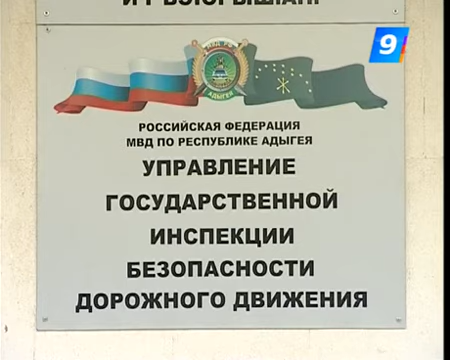 9
РОССИЙСКАЯ ФЕДЕРАЦИЯ
МВД ПО РЕСПУБЛИКЕ АДЫГЕЯ
УПРАВЛЕНИЕ
ГОСУДАРСТВЕННОЙ
ИНСПЕКЦИИ
БЕЗОПАСНОСТИ
ДОРОЖНОГО ДВИЖЕНИЯ